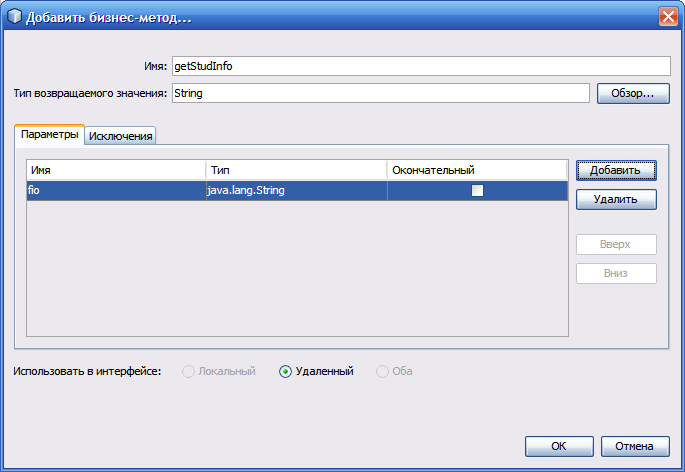 Добавить бизнес-метод...
Имя: getStudInfo
Тип возвращаемого значения: String Обзор...
Параметры Исключения
Имя Тип Окончательный Добавить
fio java.lang.String
Удалить
Вверх
Вниз
Использовать в интерфейсе: Локальный Удаленный Оба
OK Отмена